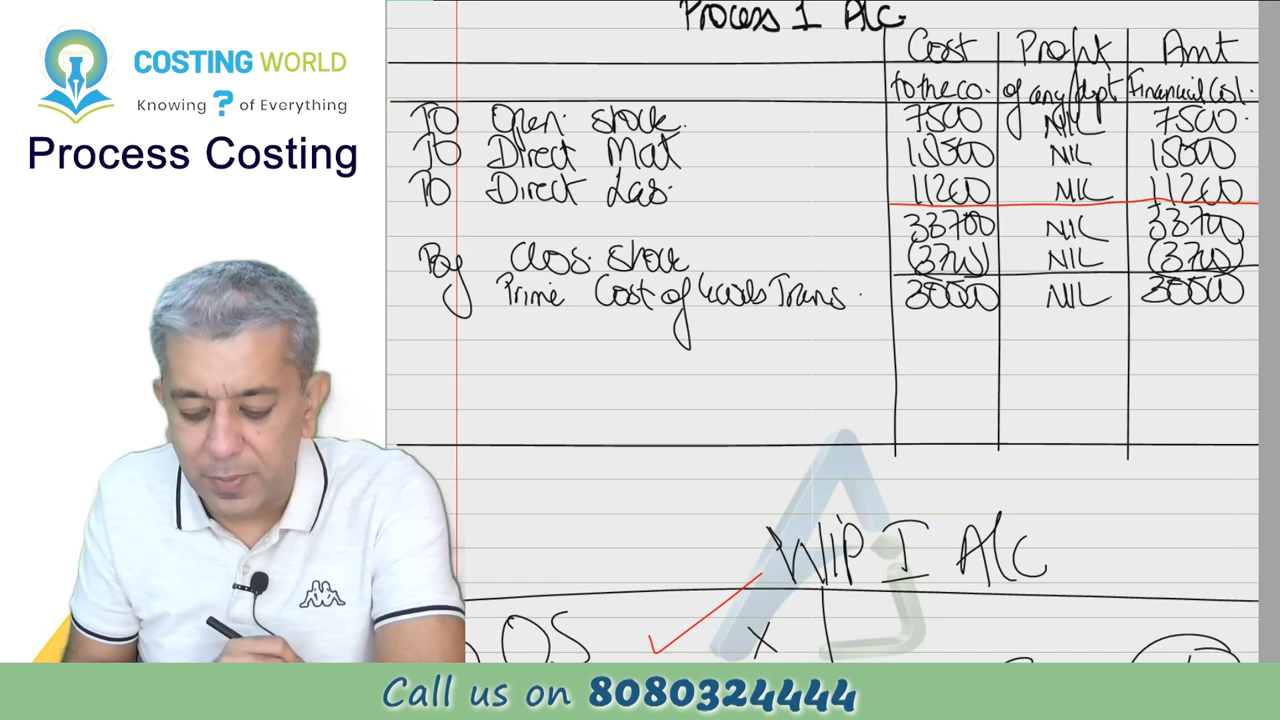 COSTING WORLD
Knowing ? of Everything
Process Costing
Process I A/c
Cost Profit Amt
to the co. of any/dept Financial Cost.
To Open. Stock. 7500 NIL 7500
To Direct Mat 15000 NIL 15000
To Direct Lab. 11200 NIL 11200
33700 NIL 33700
By Clos. Stock (3700) NIL (3700)
Prime Cost of Goods Trans. 30000 NIL 30000
WIP I A/c
O.S X
Call us on 8080324444